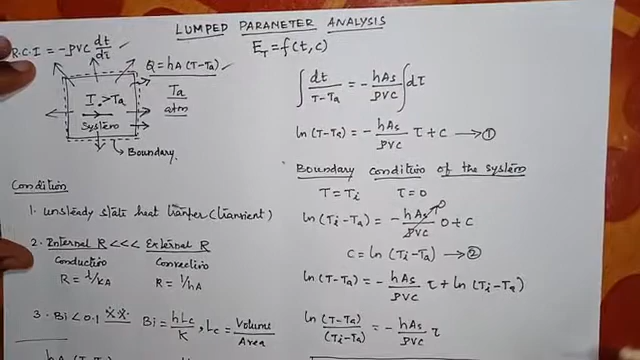 LUMPED PARAMETER ANALYSIS
R.C.I = -ρVC dt/dτ
E_T = f(t,c)
Q = hA(T-Ta)
I. > Ta
System
Ta
atm
Boundary.
Condition
1. Unsteady state heat tranfer (transient)
2. Internal R <<< External R
Conductive Convective
R = L/KA R = 1/hA
3. Bi < 0.1 Bi = hLc/K , Lc = Volume/Area
∫ dt/(T-Ta) = - hAs/ρVC ∫ dτ
ln(T-Ta) = - hAs/ρVC τ + C → ①
Boundary condition of the system
T = Ti τ = 0
ln(Ti-Ta) = - hAs/ρVC 0 + C
C = ln (Ti-Ta) → ②
ln(T-Ta) = - hAs/ρVC τ + ln (Ti-Ta)
ln (T-Ta)/(Ti-Ta) = - hAs/ρVC τ